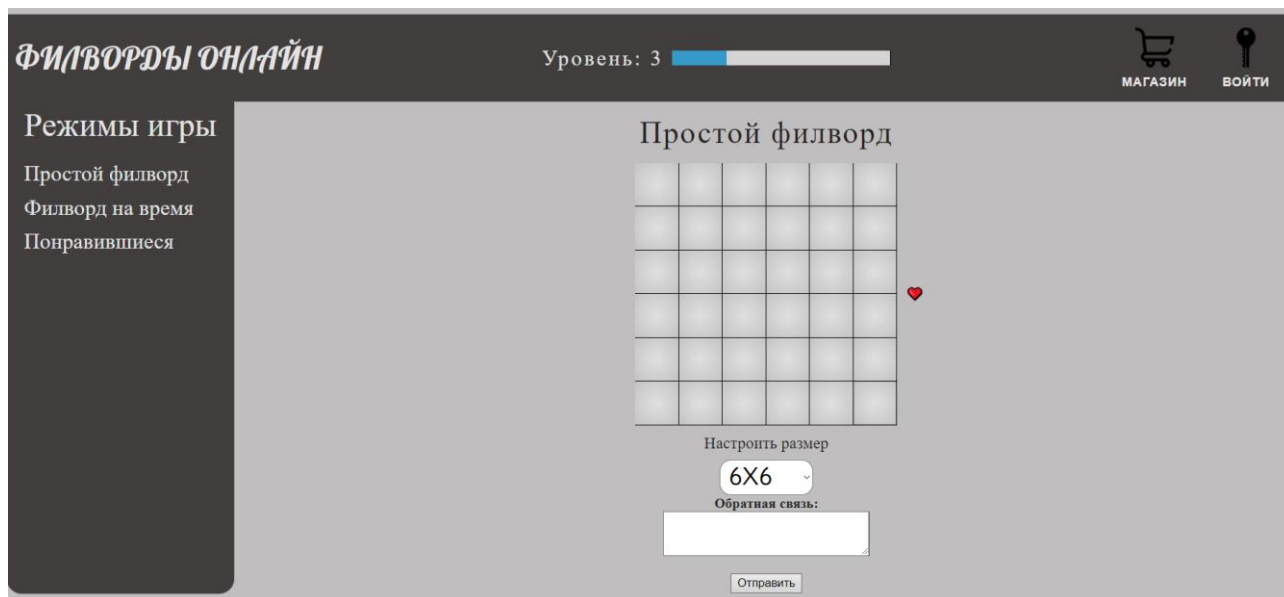 ФИЛВОРДЫ ОНЛАЙН
Уровень: 3
МАГАЗИН
ВОЙТИ
Режимы игры
Простой филворд
Филворд на время
Понравившиеся
Простой филворд
Настроить размер
6X6
Обратная связь:
Отправить